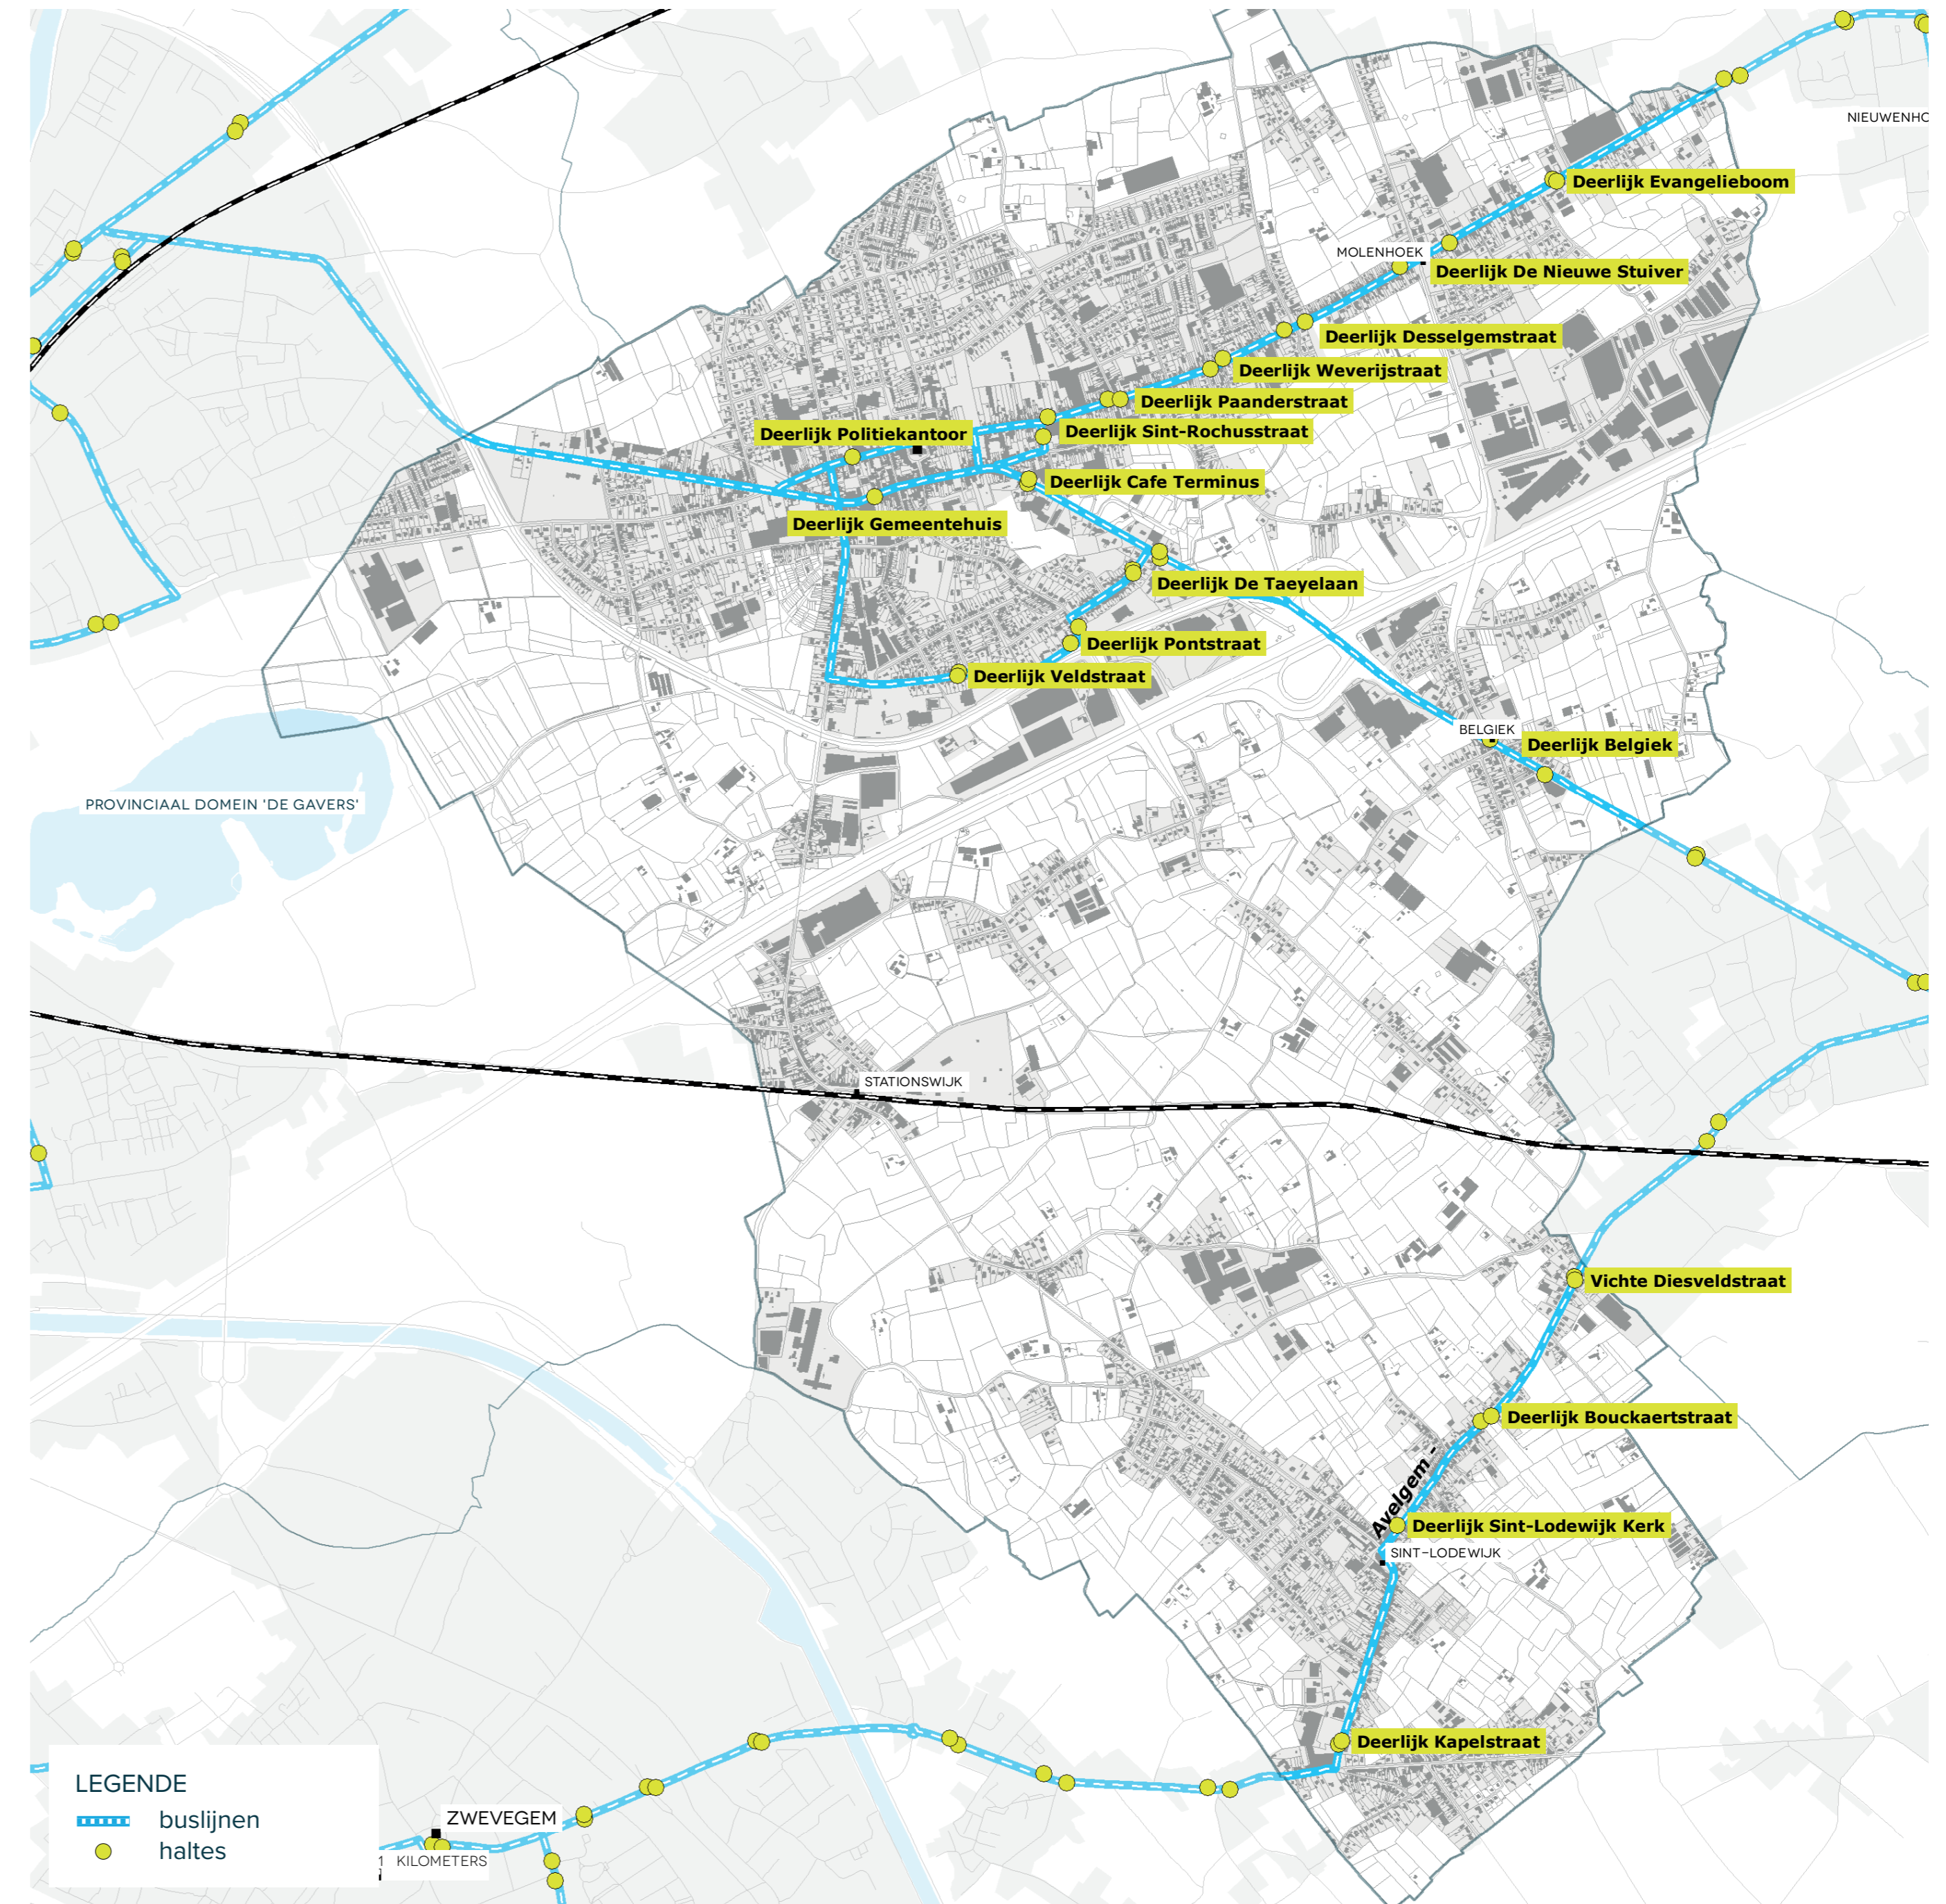 NIEUWENHO
Deerlijk Evangelieboom
MOLENHOEK
Deerlijk De Nieuwe Stuiver
Deerlijk Desselgemstraat
Deerlijk Weverijstraat
Deerlijk Paanderstraat
Deerlijk Politiekantoor
Deerlijk Sint-Rochusstraat
Deerlijk Cafe Terminus
Deerlijk Gemeentehuis
Deerlijk De Taeyelaan
Deerlijk Pontstraat
Deerlijk Veldstraat
BELGIEK
Deerlijk Belgiek
PROVINCIAAL DOMEIN 'DE GAVERS'
STATIONSWIJK
Vichte Diesveldstraat
Deerlijk Bouckaertstraat
Avelgem -
Deerlijk Sint-Lodewijk Kerk
SINT-LODEWIJK
Deerlijk Kapelstraat
LEGENDE
buslijnen
haltes
ZWEVEGEM
1 KILOMETERS